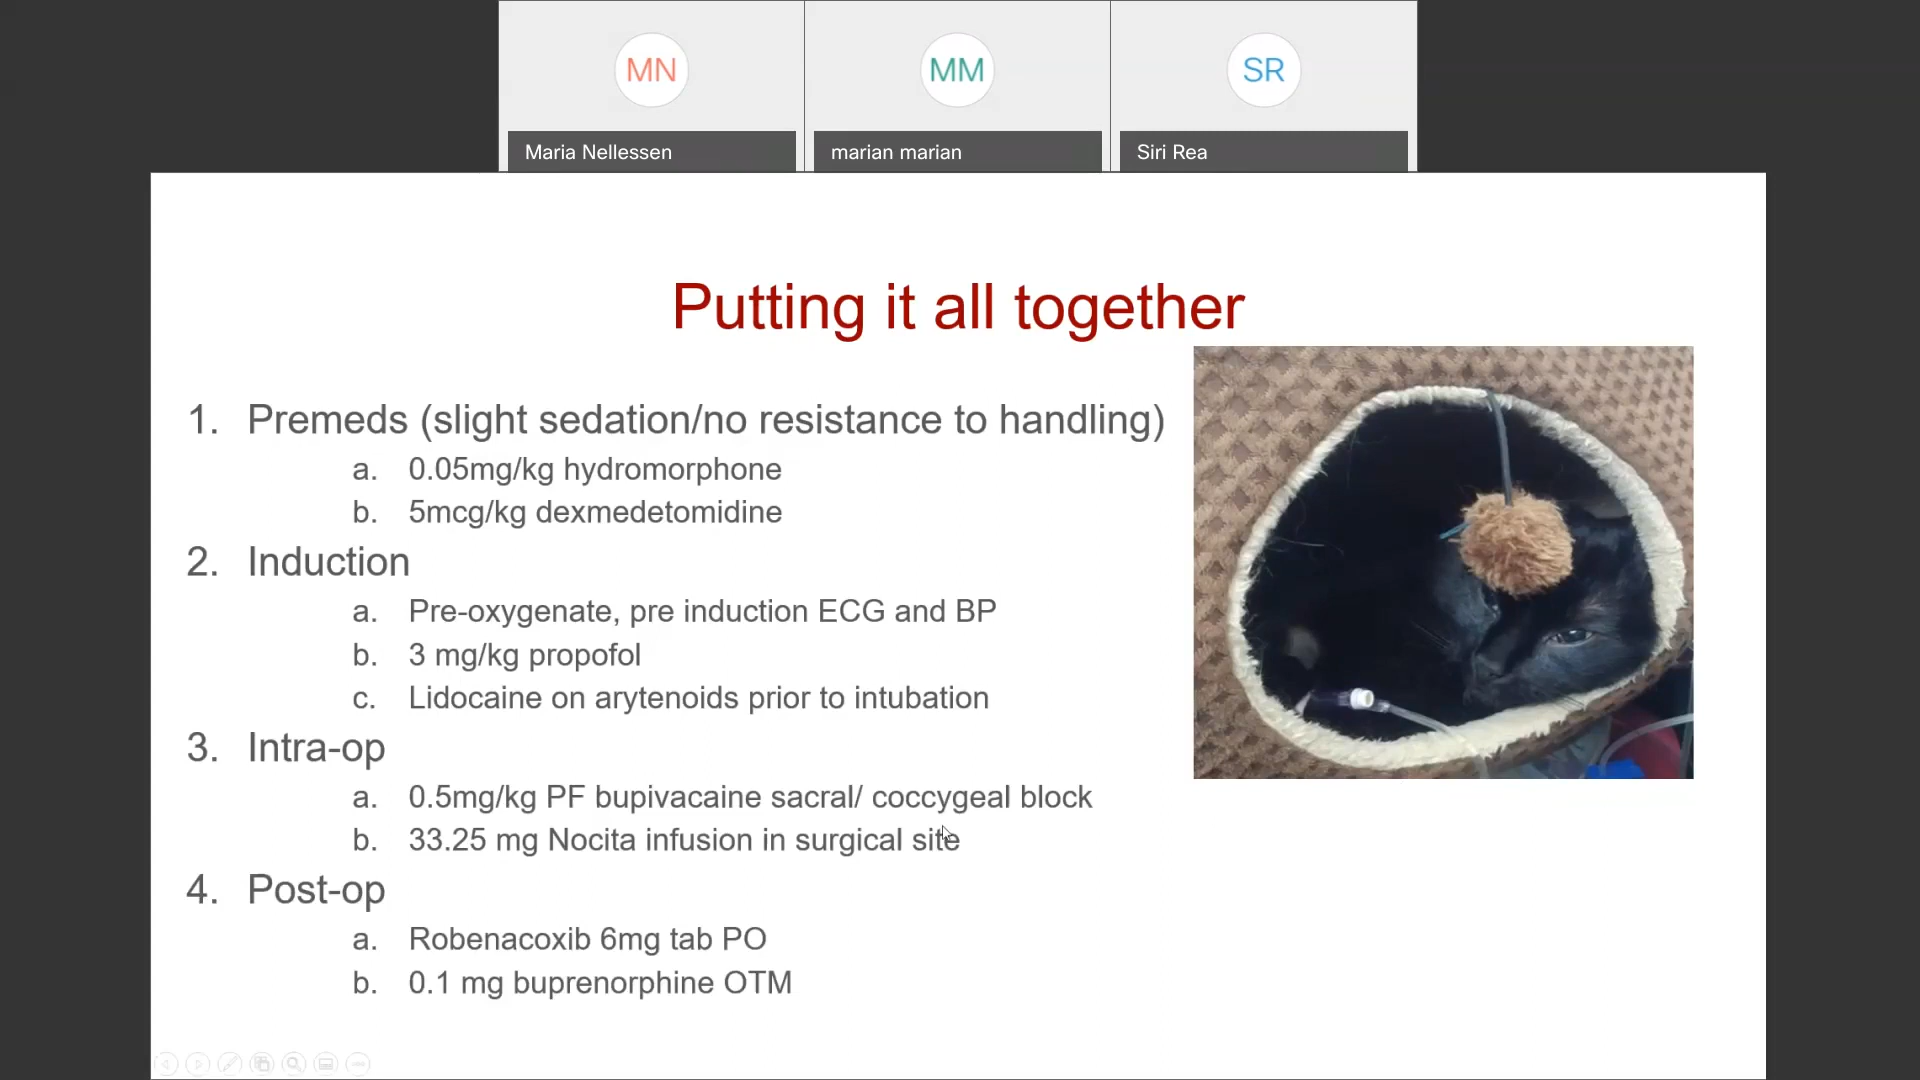 MN
MM
SR
Maria Nellessen
marian marian
Siri Rea
Putting it all together
1. Premeds (slight sedation/no resistance to handling)
a. 0.05mg/kg hydromorphone
b. 5mcg/kg dexmedetomidine
2. Induction
a. Pre-oxygenate, pre induction ECG and BP
b. 3 mg/kg propofol
c. Lidocaine on arytenoids prior to intubation
3. Intra-op
a. 0.5mg/kg PF bupivacaine sacral/ coccygeal block
b. 33.25 mg Nocita infusion in surgical site
4. Post-op
a. Robenacoxib 6mg tab PO
b. 0.1 mg buprenorphine OTM